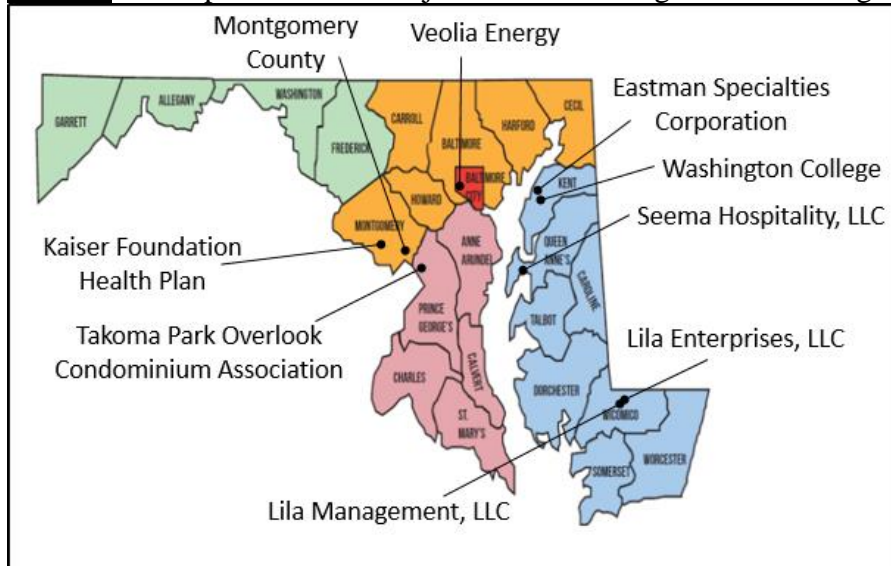 Montgomery
County
Veolia Energy
Eastman Specialties
Corporation
Washington College
Seema Hospitality, LLC
Kaiser Foundation
Health Plan
Takoma Park Overlook
Condominium Association
Lila Enterprises, LLC
Lila Management, LLC
GARRETT
ALLEGANY
WASHINGTON
FREDERICK
CARROLL
BALTIMORE
HARFORD
CECIL
BALTIMORE
CITY
HOWARD
MONTGOMERY
KENT
QUEEN
ANNE'S
ANNE
ARUNDEL
CAROLINE
TALBOT
PRINCE
GEORGE'S
CALVERT
CHARLES
ST.
MARY'S
DORCHESTER
WICOMICO
SOMERSET
WORCESTER